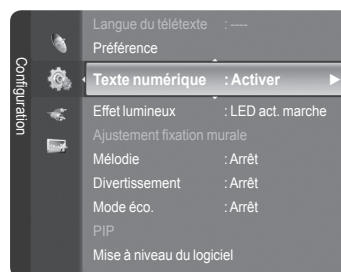 Configuration
Langue du télétexte : ----
Préférence
Texte numérique : Activer
Effet lumineux : LED act. marche
Ajustement fixation murale
Mélodie : Arrêt
Divertissement : Arrêt
Mode éco. : Arrêt
PIP
Mise à niveau du logiciel